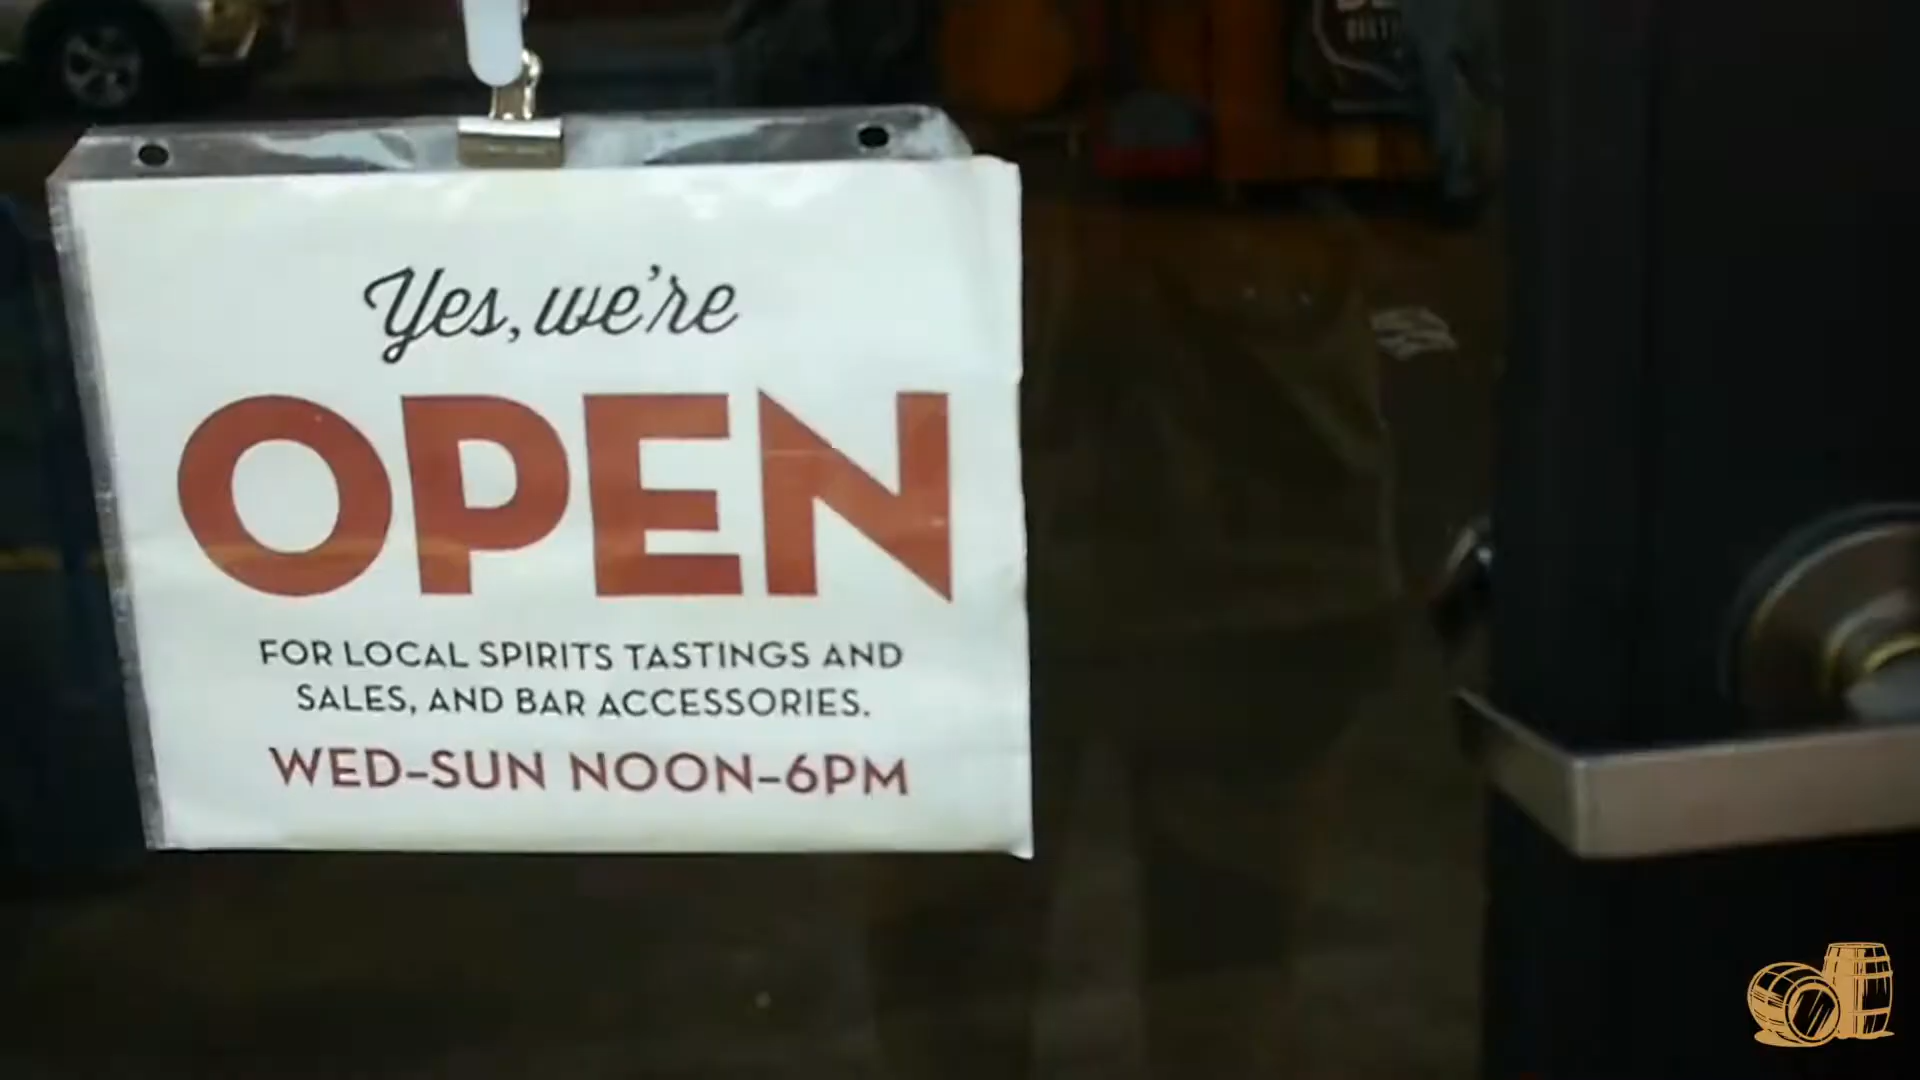 Yes, we're
OPEN
FOR LOCAL SPIRITS TASTINGS AND
SALES, AND BAR ACCESSORIES.
WED-SUN NOON-6PM